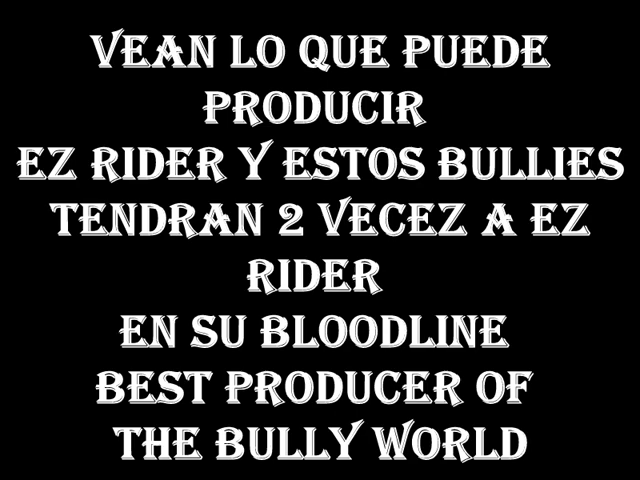 VEAN LO QUE PUEDE
PRODUCIR
EZ RIDER Y ESTOS BULLIES
TENDRAN 2 VECEZ A EZ
RIDER
EN SU BLOODLINE
BEST PRODUCER OF
THE BULLY WORLD